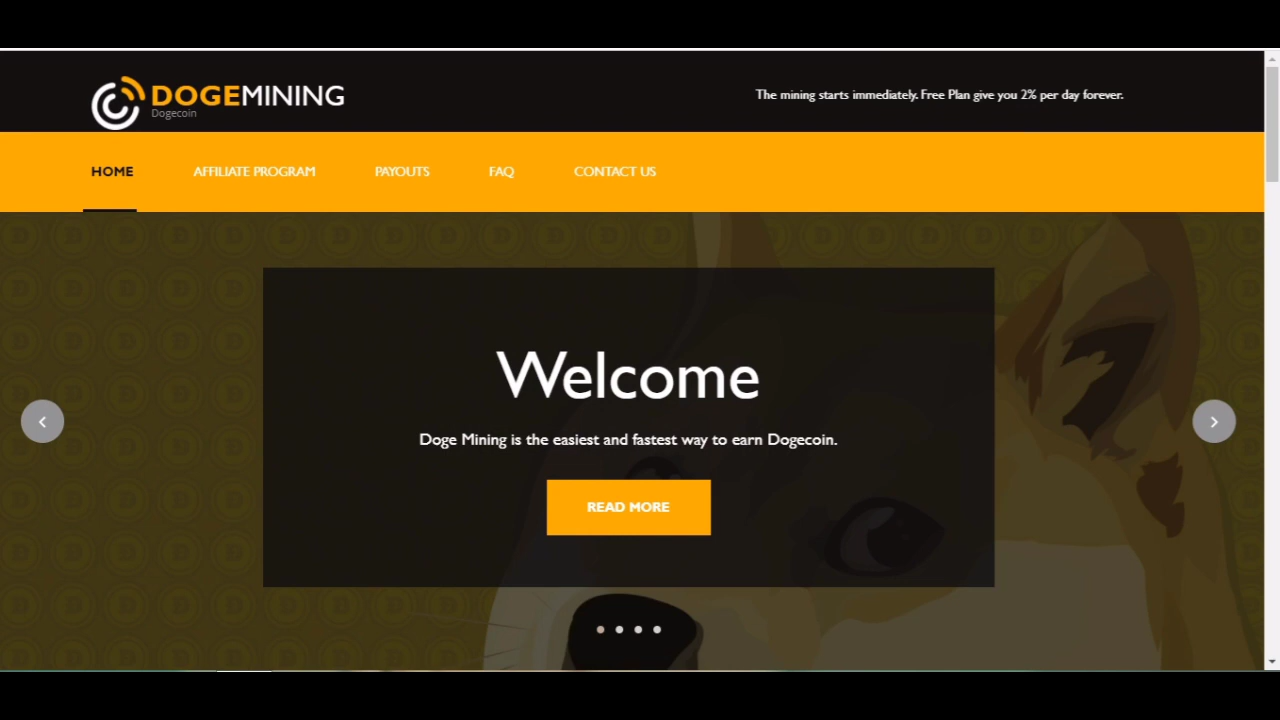 DOGEMINING
Dogecoin
The mining starts immediately. Free Plan give you 2% per day forever.
HOME AFFILIATE PROGRAM PAYOUTS FAQ CONTACT US
Welcome
Doge Mining is the easiest and fastest way to earn Dogecoin.
READ MORE